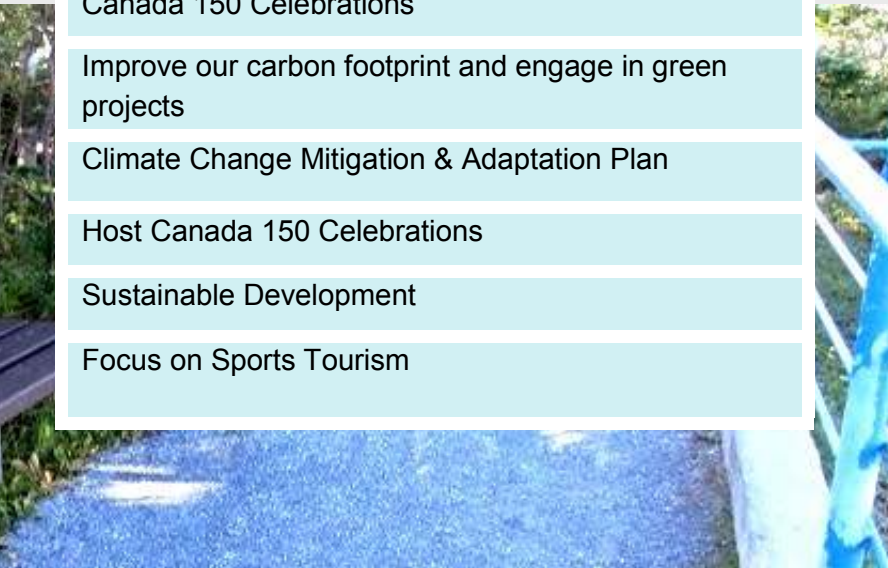 Canada 150 Celebrations
Improve our carbon footprint and engage in green
projects
Climate Change Mitigation & Adaptation Plan
Host Canada 150 Celebrations
Sustainable Development
Focus on Sports Tourism